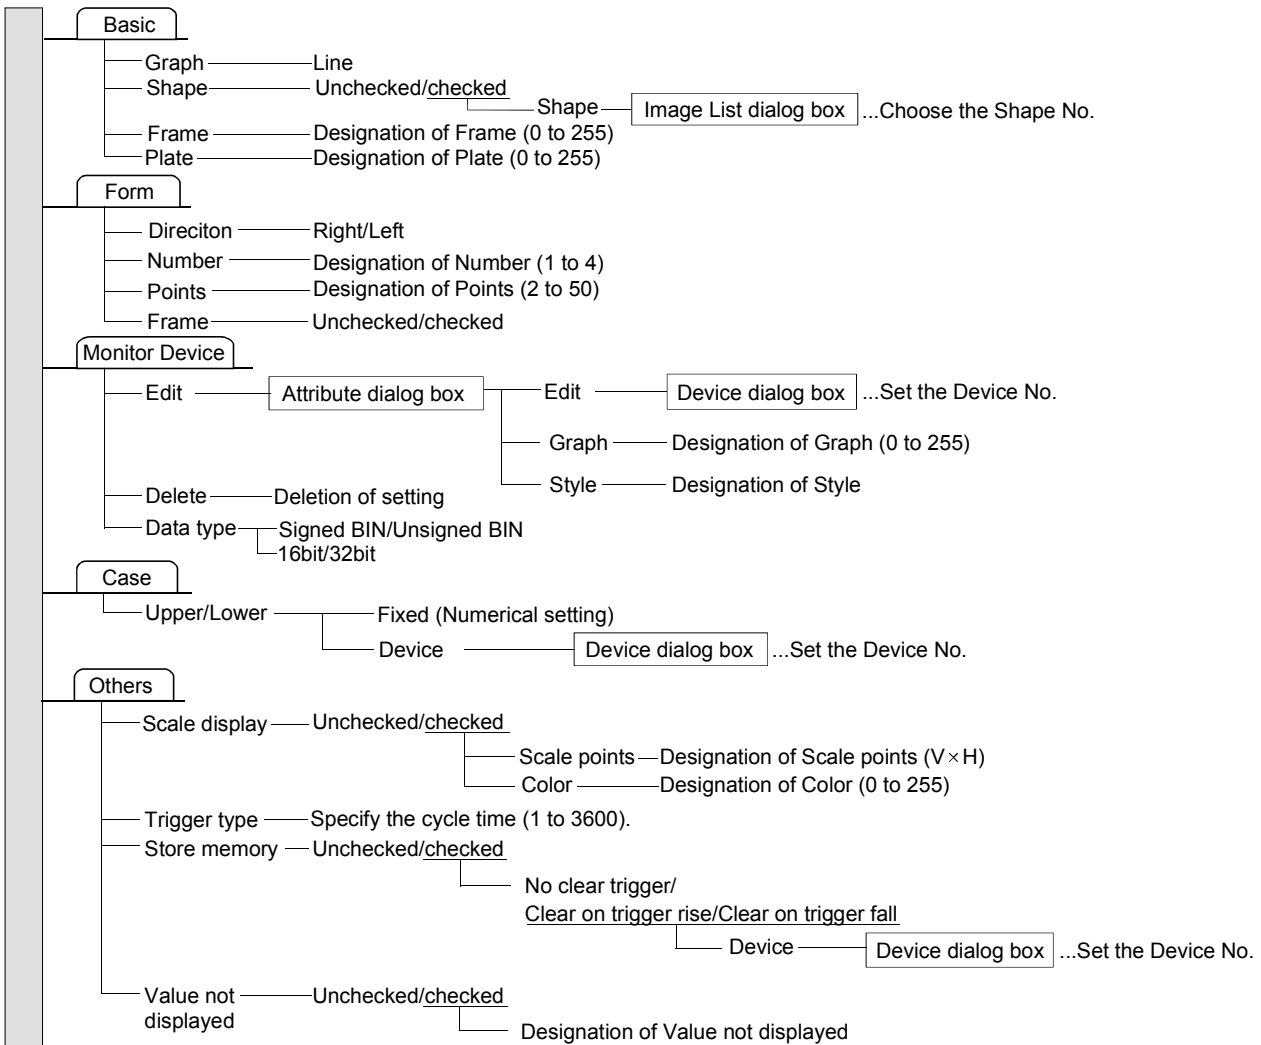 Basic
Graph Line
Shape Unchecked/checked
Shape Image List dialog box ...Choose the Shape No.
Frame Designation of Frame (0 to 255)
Plate Designation of Plate (0 to 255)
Form
Direciton Right/Left
Number Designation of Number (1 to 4)
Points Designation of Points (2 to 50)
Frame Unchecked/checked
Monitor Device
Edit Attribute dialog box Edit Device dialog box ...Set the Device No.
Graph Designation of Graph (0 to 255)
Style Designation of Style
Delete Deletion of setting
Data type Signed BIN/Unsigned BIN
16bit/32bit
Case
Upper/Lower Fixed (Numerical setting)
Device Device dialog box ...Set the Device No.
Others
Scale display Unchecked/checked
Scale points Designation of Scale points (V×H)
Color Designation of Color (0 to 255)
Trigger type Specify the cycle time (1 to 3600).
Store memory Unchecked/checked
No clear trigger/
Clear on trigger rise/Clear on trigger fall
Device Device dialog box ...Set the Device No.
Value not Unchecked/checked
displayed
Designation of Value not displayed